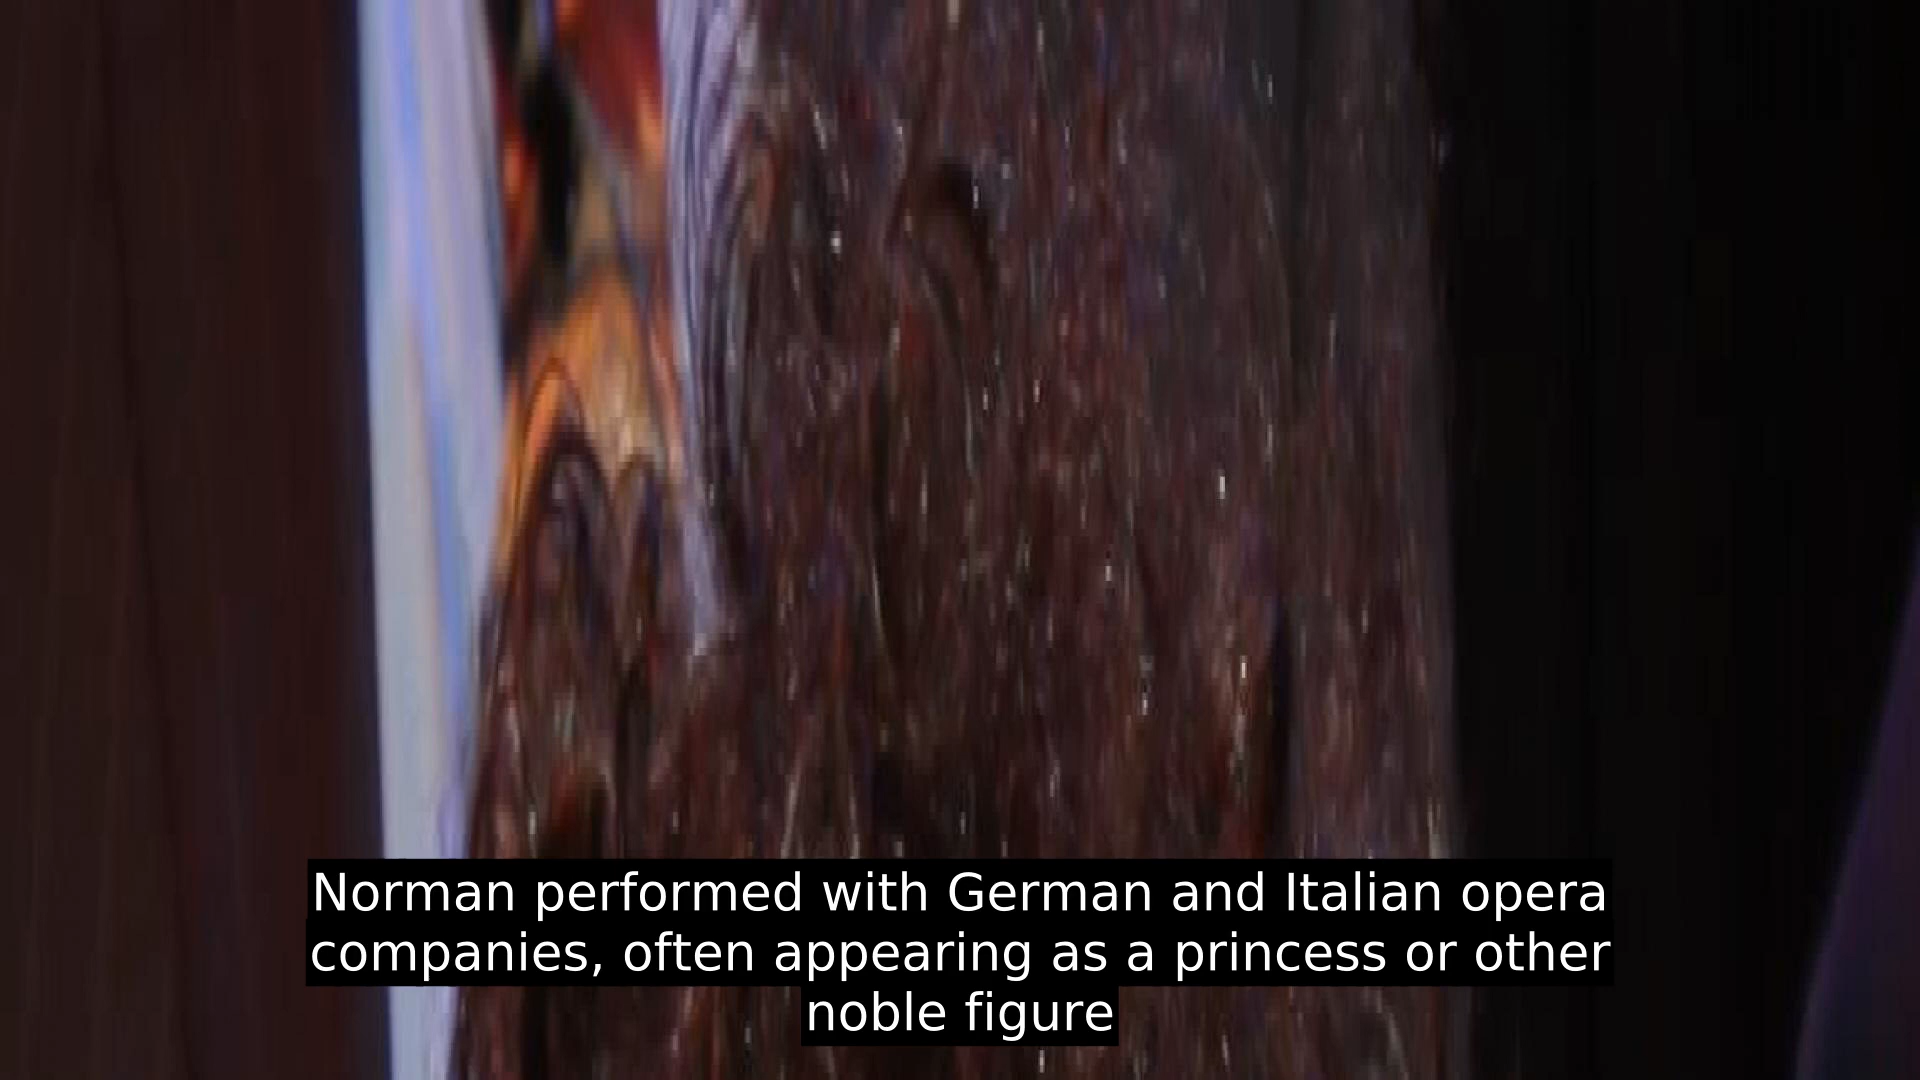 Norman performed with German and Italian opera
companies, often appearing as a princess or other
noble figure